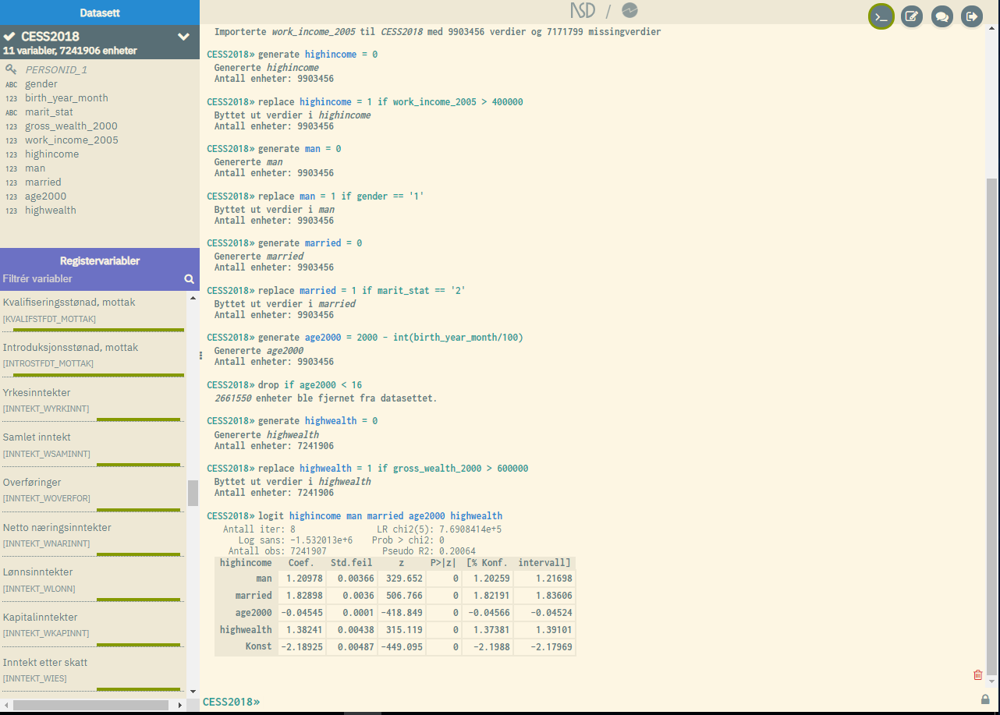 Datasett
CESS2018
11 variabler, 7241906 enheter
PERSONID_1
ABC gender
123 birth_year_month
ABC marit_stat
123 gross_wealth_2000
123 work_income_2005
123 highincome
123 man
123 married
123 age2000
123 highwealth
Registervariabler
Filtrér variabler
Kvalifiseringsstønad, mottak
[KVALIFSTFDT_MOTTAK]
Introduksjonsstønad, mottak
[INTROSTFDT_MOTTAK]
Yrkesinntekter
[INNTEKT_WYRKINNT]
Samlet inntekt
[INNTEKT_WSAMINNT]
Overføringer
[INNTEKT_WOVERFOR]
Netto næringsinntekter
[INNTEKT_WNARINNT]
Lønnsinntekter
[INNTEKT_WLONN]
Kapitalinntekter
[INNTEKT_WKAPINNT]
Inntekt etter skatt
[INNTEKT_WIES]
NSD /
Importerte work_income_2005 til CESS2018 med 9903456 verdier og 7171799 missingverdier
CESS2018» generate highincome = 0
Genererte highincome
Antall enheter: 9903456
CESS2018» replace highincome = 1 if work_income_2005 > 400000
Byttet ut verdier i highincome
Antall enheter: 9903456
CESS2018» generate man = 0
Genererte man
Antall enheter: 9903456
CESS2018» replace man = 1 if gender == '1'
Byttet ut verdier i man
Antall enheter: 9903456
CESS2018» generate married = 0
Genererte married
Antall enheter: 9903456
CESS2018» replace married = 1 if marit_stat == '2'
Byttet ut verdier i married
Antall enheter: 9903456
CESS2018» generate age2000 = 2000 - int(birth_year_month/100)
Genererte age2000
Antall enheter: 9903456
CESS2018» drop if age2000 < 16
2661550 enheter ble fjernet fra datasettet.
CESS2018» generate highwealth = 0
Genererte highwealth
Antall enheter: 7241906
CESS2018» replace highwealth = 1 if gross_wealth_2000 > 600000
Byttet ut verdier i highwealth
Antall enheter: 7241906
CESS2018» logit highincome man married age2000 highwealth
Antall iter: 8 LR chi2(5): 7.6908414e+5
Log sans: -1.532013e+6 Prob > chi2: 0
Antall obs: 7241907 Pseudo R2: 0.20064
highincome Coef. Std.feil z P>|z| [% Konf. intervall]
man 1.20978 0.00366 329.652 0 1.20259 1.21698
married 1.82898 0.0036 506.766 0 1.82191 1.83606
age2000 -0.04545 0.0001 -418.849 0 -0.04566 -0.04524
highwealth 1.38241 0.00438 315.119 0 1.37381 1.39101
Konst -2.18925 0.00487 -449.095 0 -2.1988 -2.17969
CESS2018»